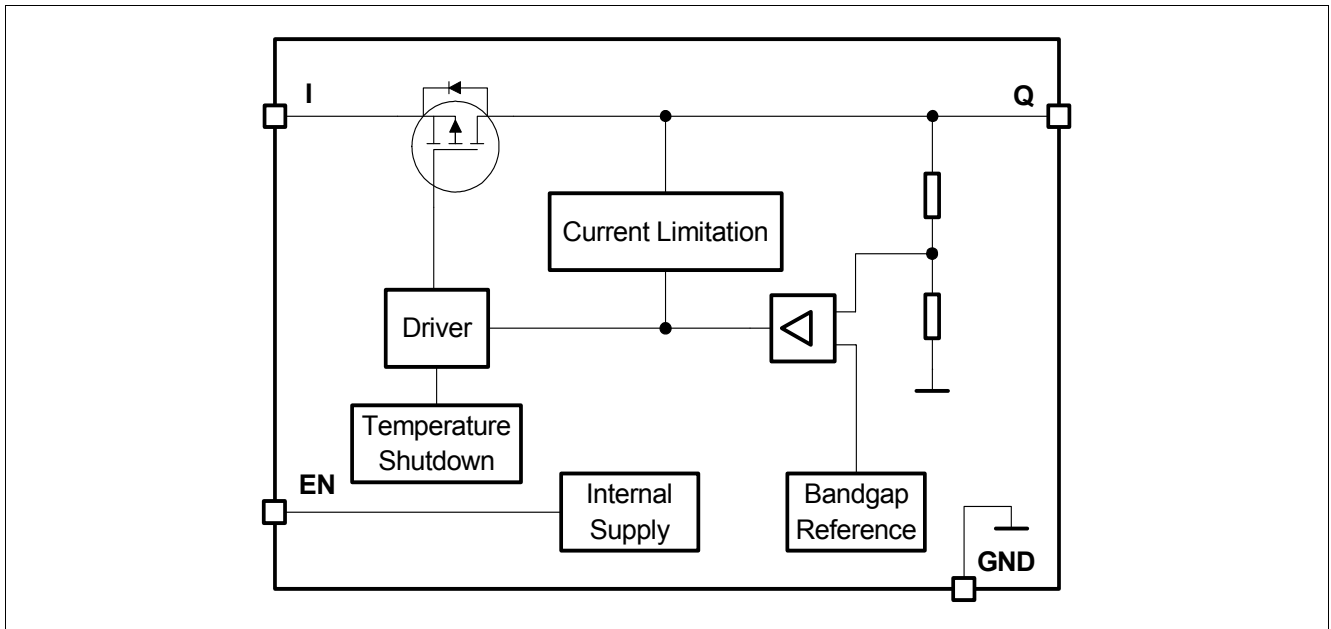 I
Q
Current Limitation
Driver
Temperature
Shutdown
EN
Internal
Supply
Bandgap
Reference
GND